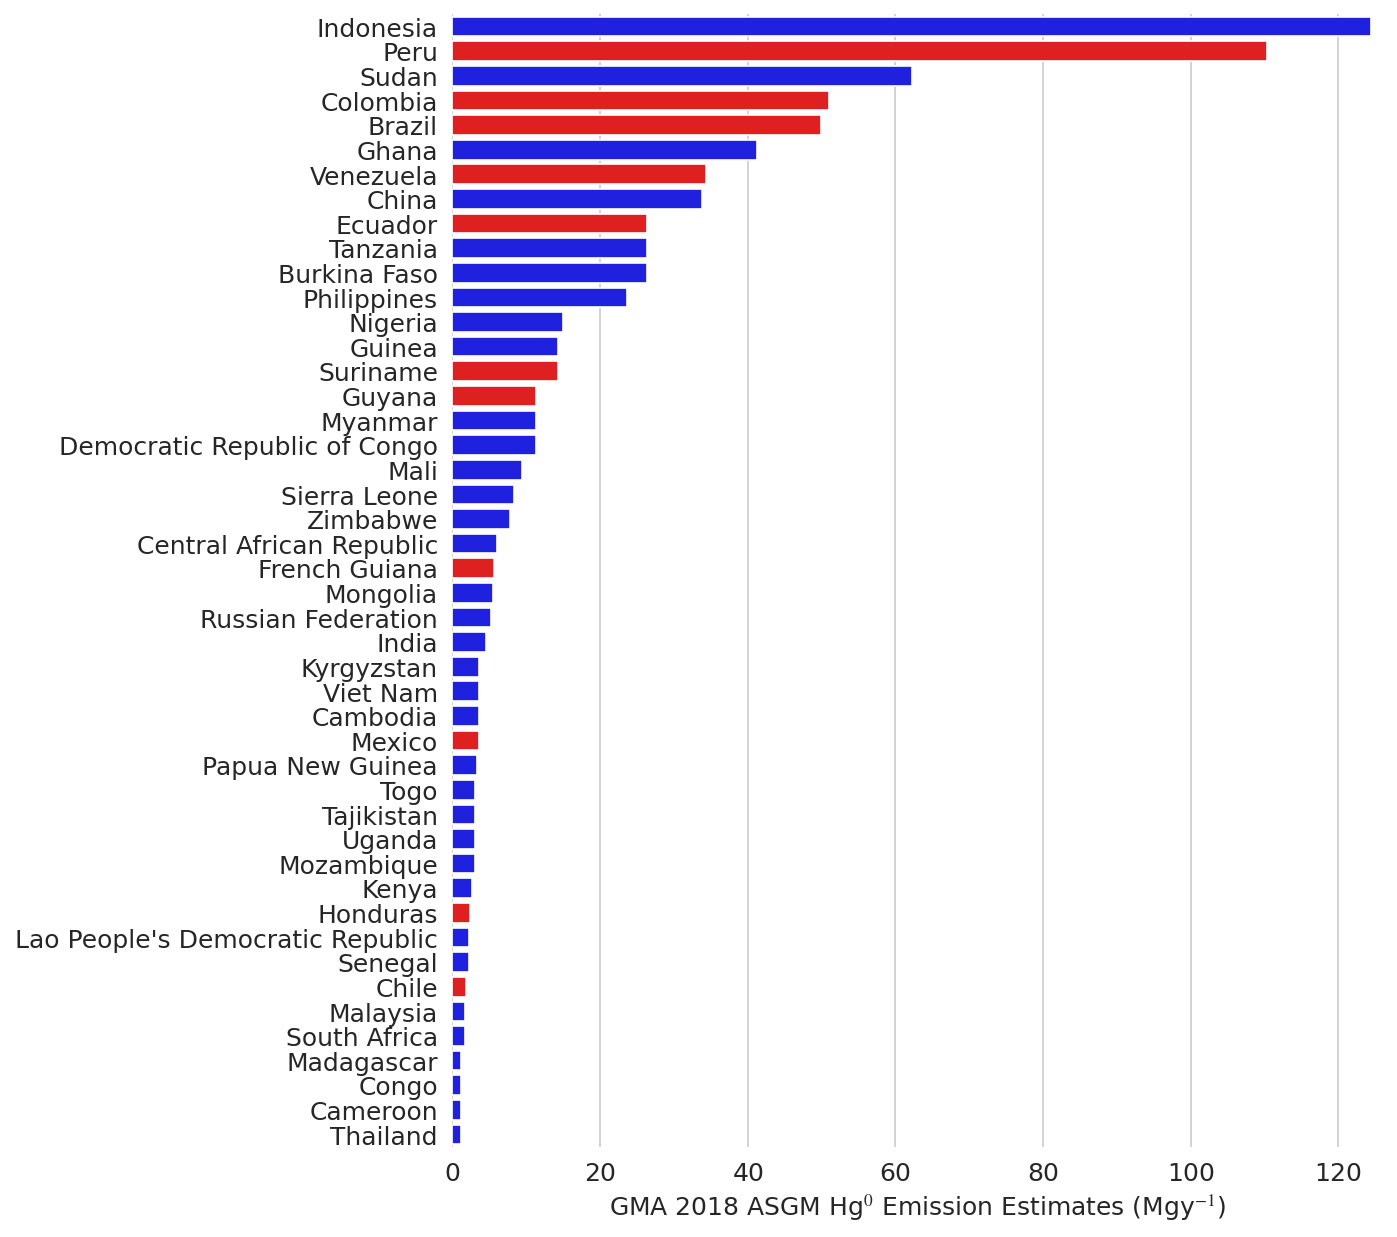 Indonesia
Peru
Sudan
Colombia
Brazil
Ghana
Venezuela
China
Ecuador
Tanzania
Burkina Faso
Philippines
Nigeria
Guinea
Suriname
Guyana
Myanmar
Democratic Republic of Congo
Mali
Sierra Leone
Zimbabwe
Central African Republic
French Guiana
Mongolia
Russian Federation
India
Kyrgyzstan
Viet Nam
Cambodia
Mexico
Papua New Guinea
Togo
Tajikistan
Uganda
Mozambique
Kenya
Honduras
Lao People's Democratic Republic
Senegal
Chile
Malaysia
South Africa
Madagascar
Congo
Cameroon
Thailand
0 20 40 60 80 100 120
GMA 2018 ASGM Hg⁰ Emission Estimates (Mgy⁻¹)